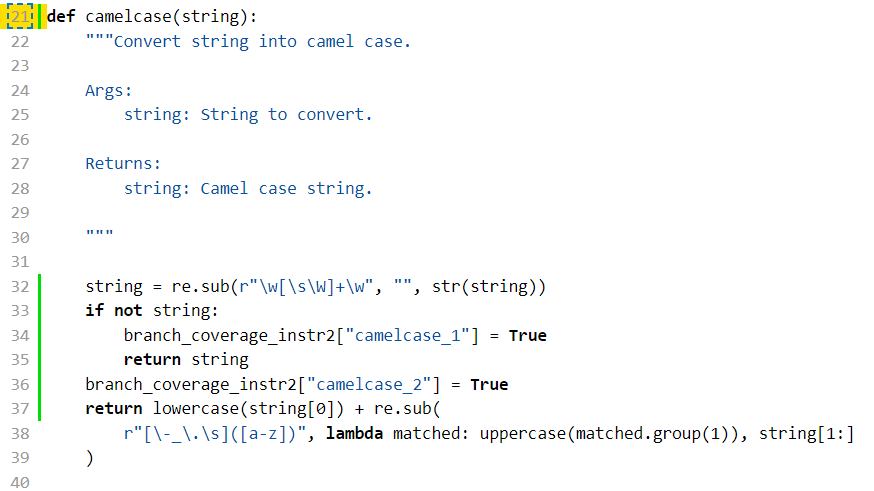 21 def camelcase(string):
22     """Convert string into camel case.
23
24     Args:
25         string: String to convert.
26
27     Returns:
28         string: Camel case string.
29
30     """
31
32     string = re.sub(r"\w[\s\W]+\w", "", str(string))
33     if not string:
34         branch_coverage_instr2["camelcase_1"] = True
35         return string
36     branch_coverage_instr2["camelcase_2"] = True
37     return lowercase(string[0]) + re.sub(
38         r"[\-_\.\s]([a-z])", lambda matched: uppercase(matched.group(1)), string[1:]
39     )
40